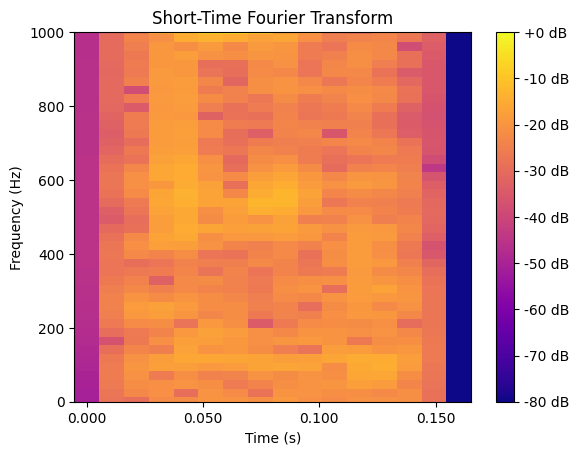 Short-Time Fourier Transform
Frequency (Hz)
1000
800
600
400
200
0
0.000
0.050
0.100
0.150
Time (s)
+0 dB
-10 dB
-20 dB
-30 dB
-40 dB
-50 dB
-60 dB
-70 dB
-80 dB